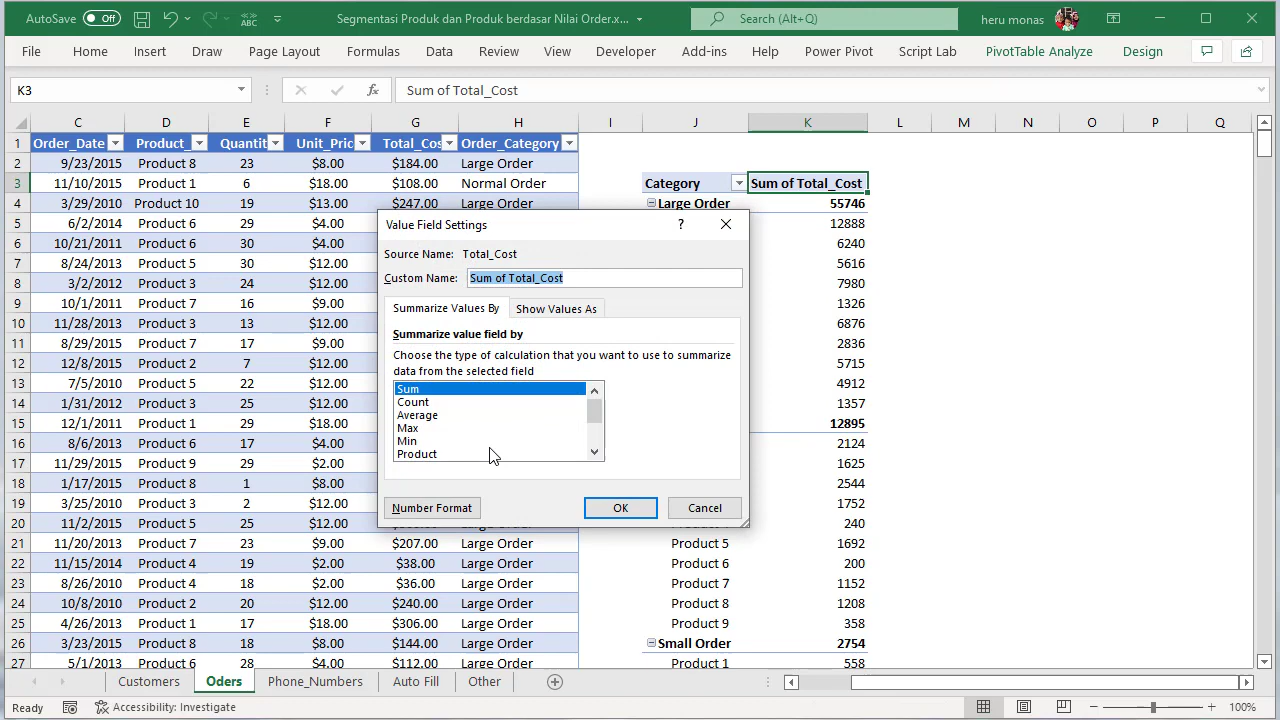 AutoSave Off ABC Segmentasi Produk dan Produk berdasar Nilai Order.x... Search (Alt+Q) heru monas
File Home Insert Draw Page Layout Formulas Data Review View Developer Add-ins Help Power Pivot Script Lab PivotTable Analyze Design
K3 fx Sum of Total_Cost
C D E F G H I J K L M N O P Q
1 Order_Date Product_ Quantit Unit_Pric Total_Cos Order_Category
2 9/23/2015 Product 8 23 $8.00 $184.00 Large Order
3 11/10/2015 Product 1 6 $18.00 $108.00 Normal Order Category Sum of Total_Cost
4 3/29/2010 Product 10 19 $13.00 $247.00 Large Order Large Order 55746
5 6/2/2014 Product 6 29 $4.00 12888
6 10/21/2011 Product 6 30 $4.00 6240
7 8/24/2013 Product 5 30 $12.00 5616
8 3/2/2012 Product 3 24 $12.00 7980
9 10/1/2011 Product 7 16 $9.00 1326
10 11/28/2013 Product 3 13 $12.00 6876
11 8/29/2015 Product 7 17 $9.00 2836
12 12/8/2015 Product 2 7 $12.00 5715
13 7/5/2010 Product 5 22 $12.00 4912
14 1/31/2012 Product 3 26 $12.00 1357
15 12/1/2011 Product 1 29 $18.00 12895
16 8/6/2013 Product 6 17 $4.00 2124
17 11/29/2015 Product 9 29 $2.00 1625
18 1/17/2015 Product 8 1 $8.00 2544
19 3/25/2010 Product 3 2 $12.00 1752
20 11/2/2015 Product 5 25 $12.00 240
21 11/20/2013 Product 7 23 $9.00 $207.00 Large Order Product 5 1692
22 11/15/2014 Product 4 19 $2.00 $38.00 Large Order Product 6 200
23 8/26/2010 Product 4 18 $2.00 $36.00 Large Order Product 7 1152
24 10/8/2010 Product 2 20 $12.00 $240.00 Large Order Product 8 1208
25 4/26/2013 Product 1 17 $18.00 $306.00 Large Order Product 9 358
26 3/23/2015 Product 8 18 $8.00 $144.00 Large Order Small Order 2754
27 5/1/2013 Product 6 28 $4.00 $112.00 Large Order Product 1 558
Value Field Settings ?
Source Name: Total_Cost
Custom Name: Sum of Total_Cost
Summarize Values By Show Values As
Summarize value field by
Choose the type of calculation that you want to use to summarize
data from the selected field
Sum
Count
Average
Max
Min
Product
Number Format OK Cancel
Customers Oders Phone_Numbers Auto Fill Other
Ready Accessibility: Investigate 100%